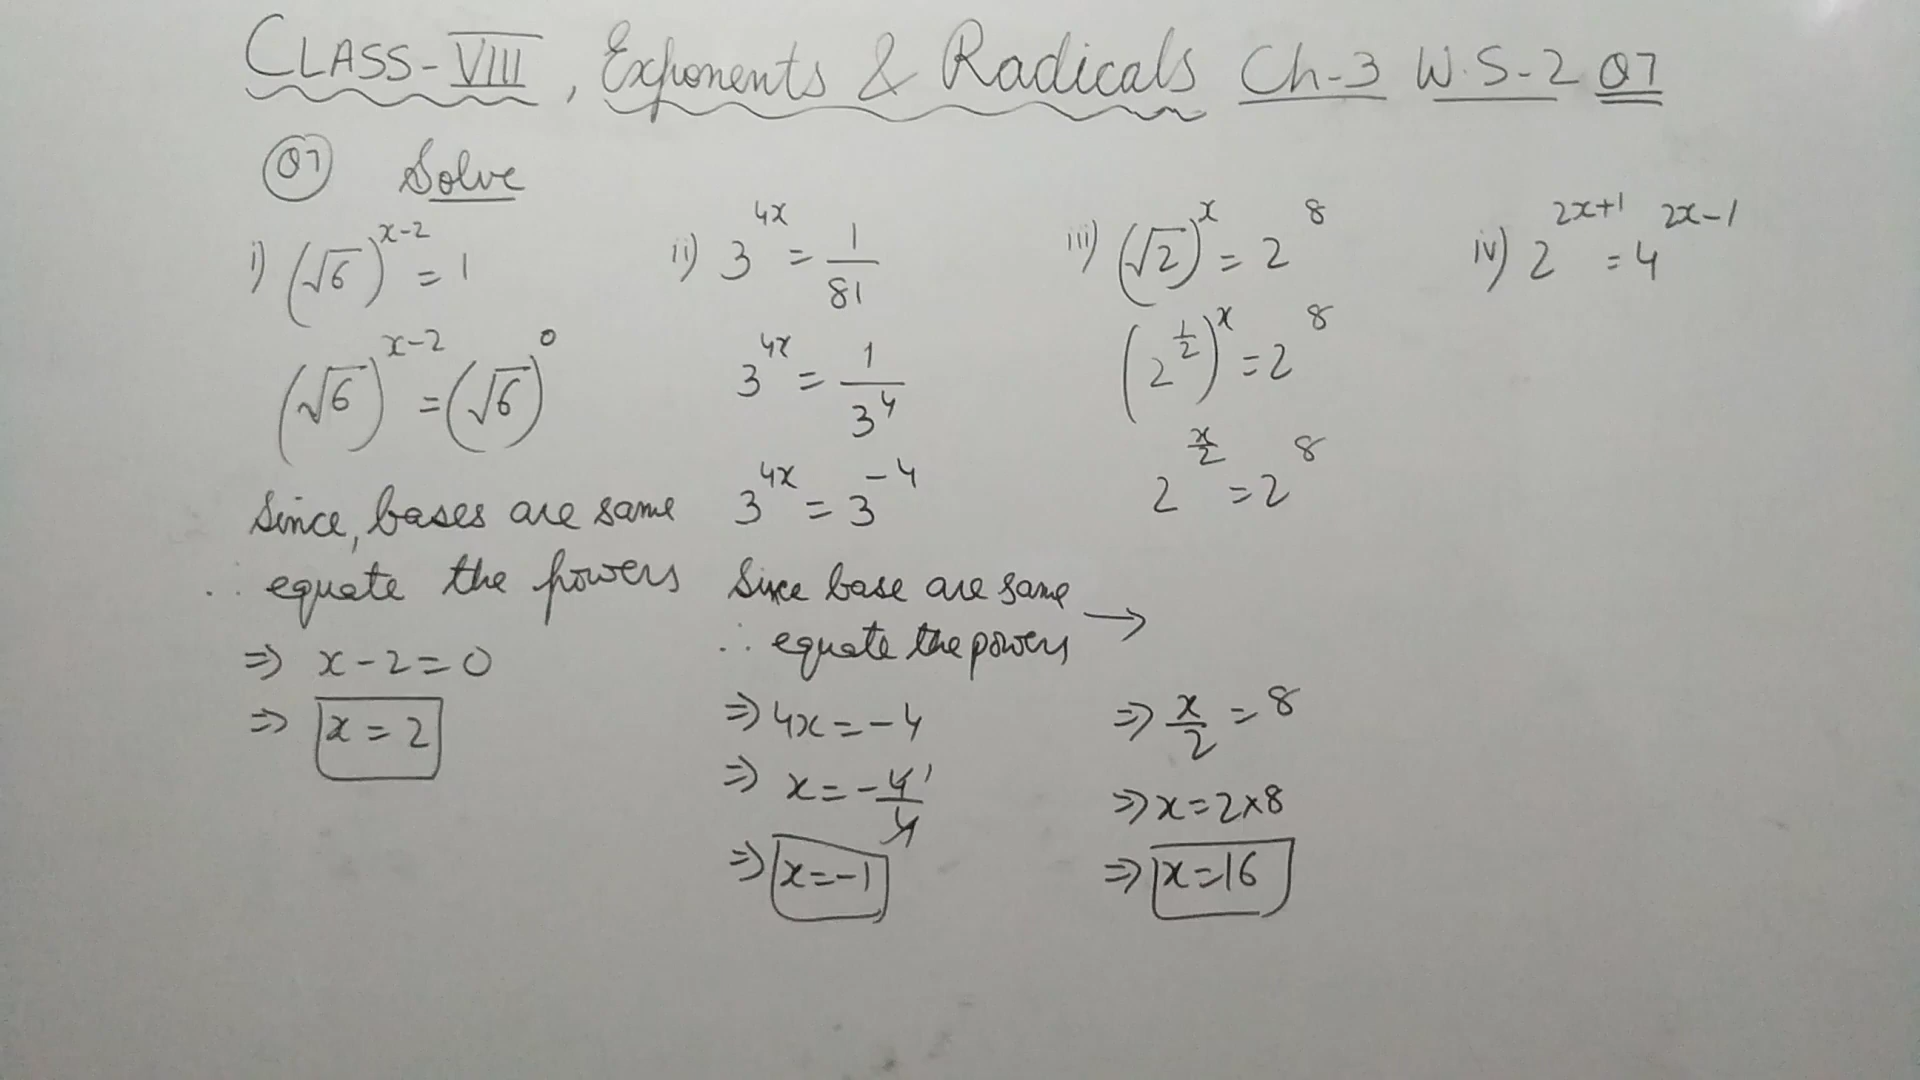 CLASS-VIII, Exponents & Radicals Ch-3 W.S-2 Q7
Q7 Solve
i) (√6)^(x-2) = 1
(√6)^(x-2) = (√6)^0
Since, bases are same
∴ equate the powers
⇒ x-2=0
⇒ x=2
ii) 3^(4x) = 1/81
3^(4x) = 1/3^4
3^(4x) = 3^(-4)
Since base are same →
∴ equate the powers
⇒ 4x=-4
⇒ x=-4/4 1
⇒ x=-1
iii) (√2)^x = 2^8
(2^(1/2))^x = 2^8
2^(x/2) = 2^8
⇒ x/2 = 8
⇒ x=2×8
⇒ x=16
iv) 2^(2x+1) = 4^(2x-1)